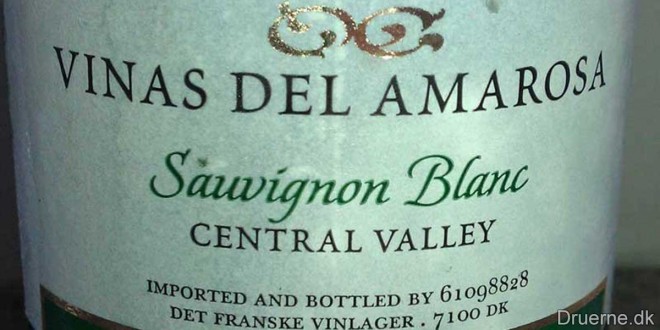 VINAS DEL AMAROSA
Sauvignon Blanc
CENTRAL VALLEY
IMPORTED AND BOTTLED BY 61098828
DET FRANSKE VINLAGER . 7100 DK
Druerne.dk